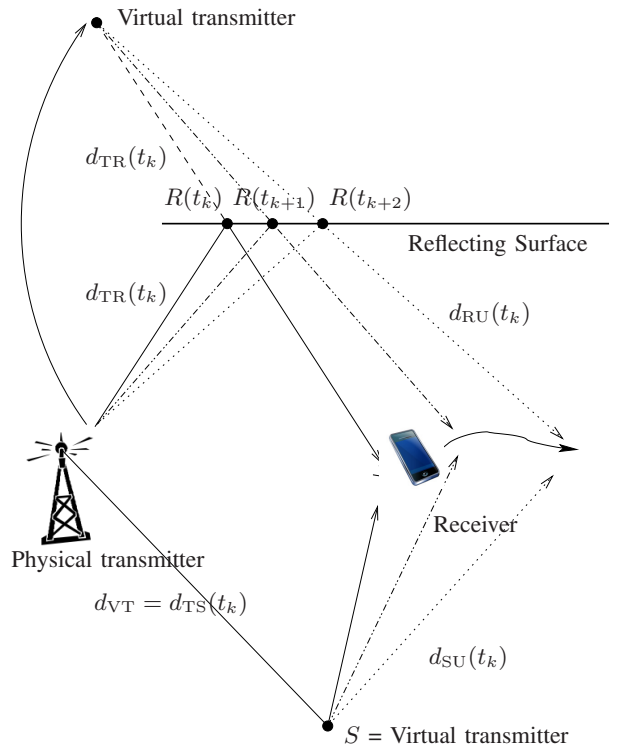 Virtual transmitter
d_TR(t_k)
R(t_k) R(t_{k+1}) R(t_{k+2})
Reflecting Surface
d_TR(t_k)
d_RU(t_k)
Receiver
Physical transmitter
d_VT = d_TS(t_k)
d_SU(t_k)
S = Virtual transmitter